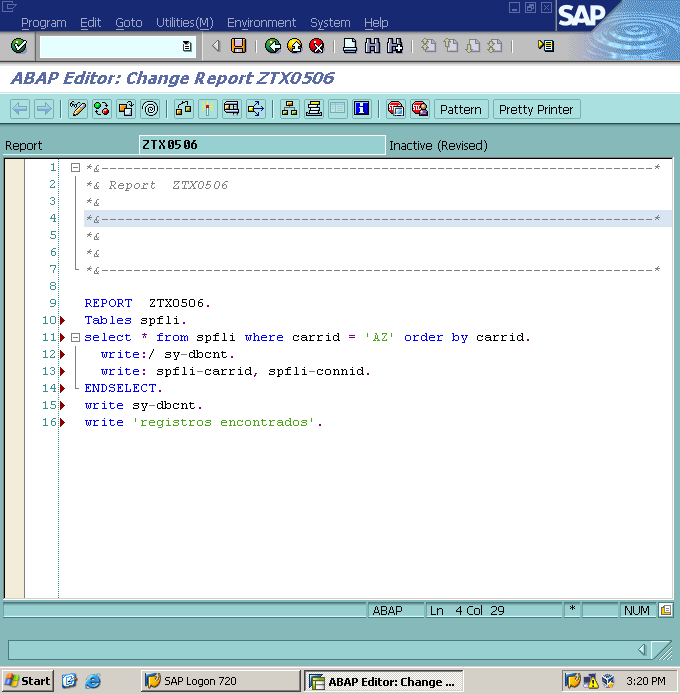 Program Edit Goto Utilities(M) Environment System Help
SAP
ABAP Editor: Change Report ZTX0506
Pattern Pretty Printer
Report ZTX0506 Inactive (Revised)
1 *&---------------------------------------------------------------------*
2 *& Report  ZTX0506
3 *&
4 *&---------------------------------------------------------------------*
5 *&
6 *&
7 *&---------------------------------------------------------------------*
8
9 REPORT  ZTX0506.
10 Tables spfli.
11 select * from spfli where carrid = 'AZ' order by carrid.
12   write:/ sy-dbcnt.
13   write: spfli-carrid, spfli-connid.
14 ENDSELECT.
15 write sy-dbcnt.
16 write 'registros encontrados'.
ABAP Ln 4 Col 29 * NUM
Start SAP Logon 720 ABAP Editor: Change ... 3:20 PM